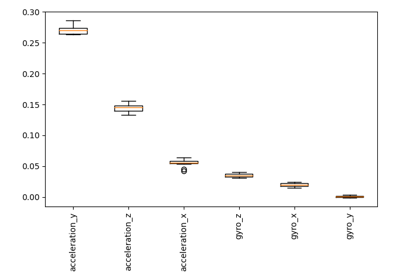 0.30
0.25
0.20
0.15
0.10
0.05
0.00
acceleration_y
acceleration_z
acceleration_x
gyro_z
gyro_x
gyro_y